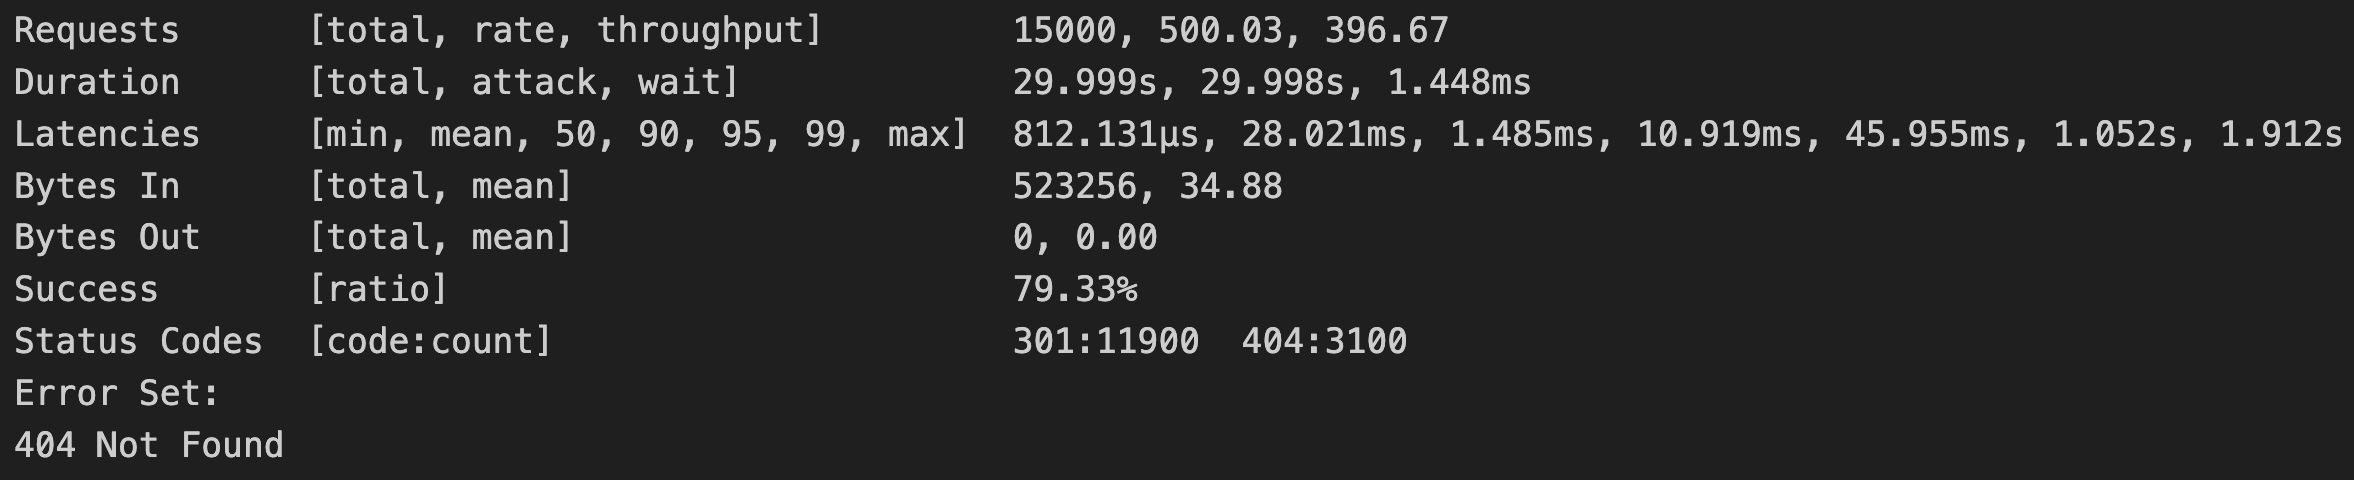 Requests      [total, rate, throughput]         15000, 500.03, 396.67
Duration      [total, attack, wait]             29.999s, 29.998s, 1.448ms
Latencies     [min, mean, 50, 90, 95, 99, max]  812.131µs, 28.021ms, 1.485ms, 10.919ms, 45.955ms, 1.052s, 1.912s
Bytes In      [total, mean]                     523256, 34.88
Bytes Out     [total, mean]                     0, 0.00
Success       [ratio]                           79.33%
Status Codes  [code:count]                      301:11900  404:3100
Error Set:
404 Not Found